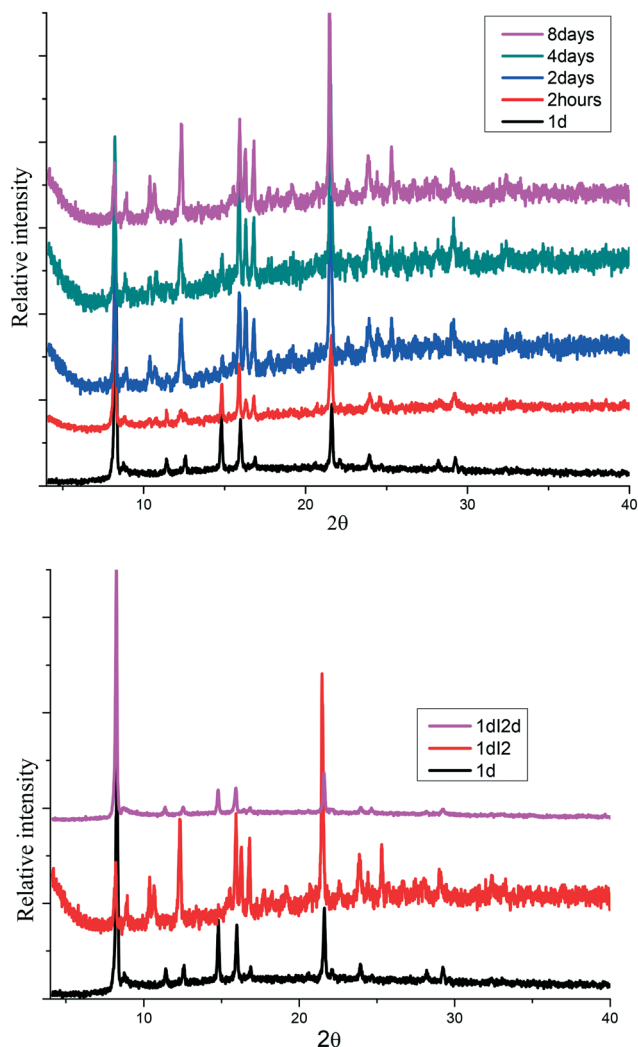 8days
4days
2days
2hours
1d
Relative intensity
10
20
30
40
2θ
1dI2d
1dI2
1d
Relative intensity
10
20
30
40
2θ